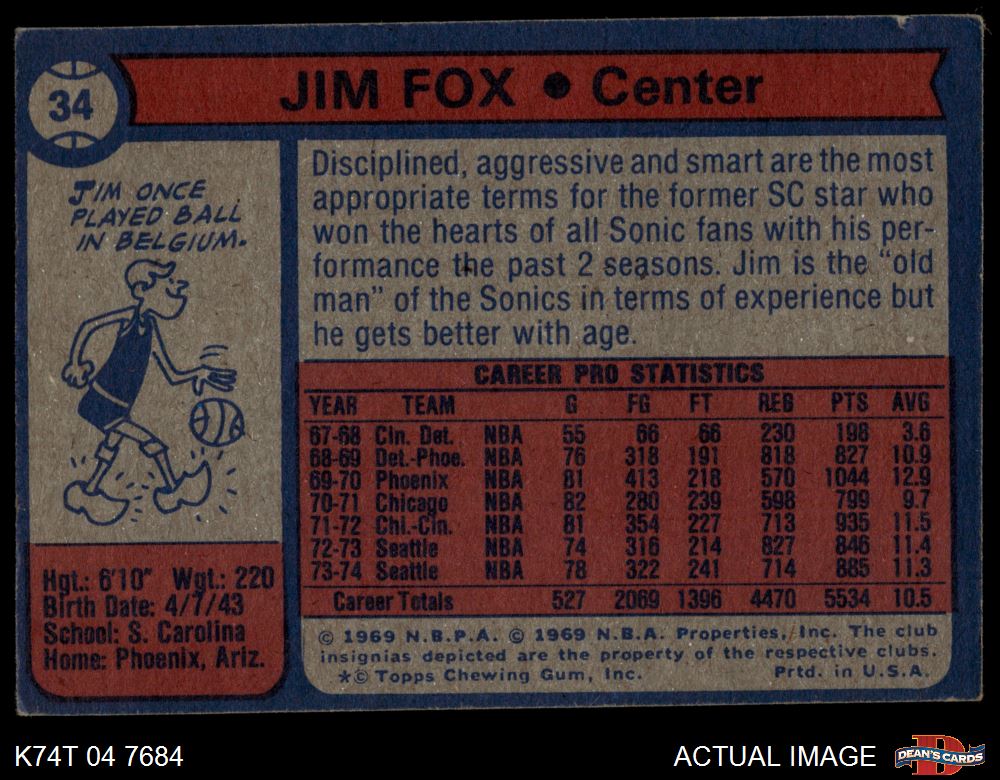 34
JIM FOX ● Center
JIM ONCE
PLAYED BALL
IN BELGIUM.
Disciplined, aggressive and smart are the most
appropriate terms for the former SC star who
won the hearts of all Sonic fans with his per-
formance the past 2 seasons. Jim is the "old
man" of the Sonics in terms of experience but
he gets better with age.
CAREER PRO STATISTICS
YEAR TEAM G FG FT REB PTS AVG
67-68 Cin. Det. NBA 55 66 66 230 198 3.6
68-69 Det.-Phoe. NBA 76 318 191 818 827 10.9
69-70 Phoenix NBA 81 413 218 570 1044 12.9
70-71 Chicago NBA 82 280 239 598 799 9.7
71-72 Chi.-Cin. NBA 81 354 227 713 935 11.5
72-73 Seattle NBA 74 316 214 827 846 11.4
73-74 Seattle NBA 78 322 241 714 885 11.3
Career Totals 527 2069 1396 4470 5534 10.5
Hgt.: 6'10" Wgt.: 220
Birth Date: 4/7/43
School: S. Carolina
Home: Phoenix, Ariz.
© 1969 N.B.P.A. © 1969 N.B.A. Properties, Inc. The club
insignias depicted are the property of the respective clubs.
*© Topps Chewing Gum, Inc. Prtd. in U.S.A.
K74T 04 7684
ACTUAL IMAGE
DEAN'S CARDS